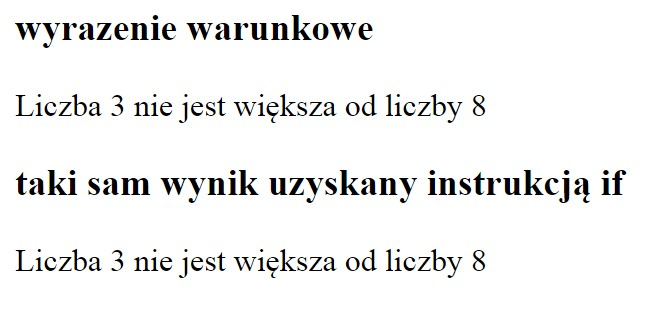 wyrazenie warunkowe
Liczba 3 nie jest większa od liczby 8
taki sam wynik uzyskany instrukcją if
Liczba 3 nie jest większa od liczby 8